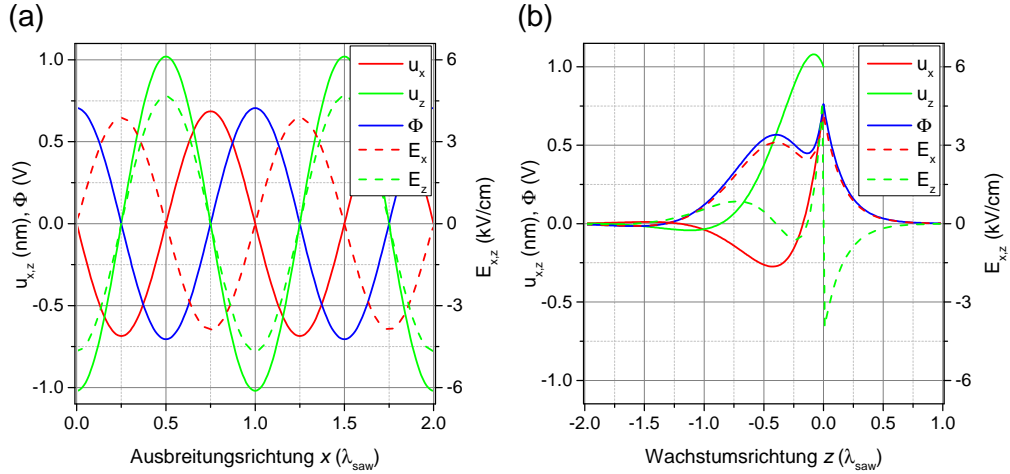 (a)
u_x
u_z
Φ
E_x
E_z
1.0
0.5
0.0
-0.5
-1.0
u_x,z (nm), Φ (V)
6
3
0
-3
-6
E_x,z (kV/cm)
0.0 0.5 1.0 1.5 2.0
Ausbreitungsrichtung x (λ_saw)
(b)
u_x
u_z
Φ
E_x
E_z
1.0
0.5
0.0
-0.5
-1.0
u_x,z (nm), Φ (V)
6
3
0
-3
-6
E_x,z (kV/cm)
-2.0 -1.5 -1.0 -0.5 0.0 0.5 1.0
Wachstumsrichtung z (λ_saw)